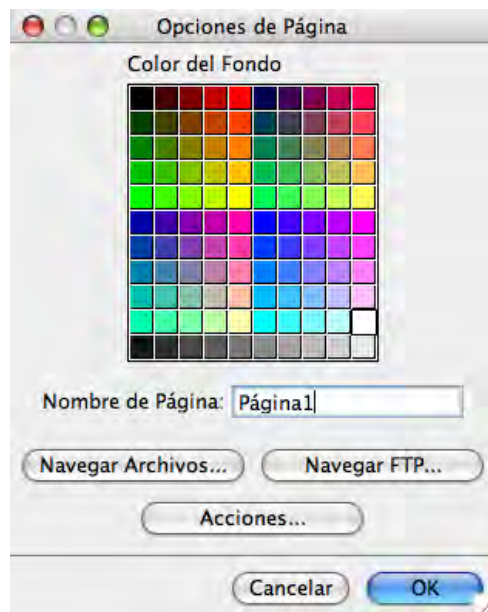 Opciones de Página
Color del Fondo
Nombre de Página: Página1
Navegar Archivos... Navegar FTP...
Acciones...
Cancelar OK